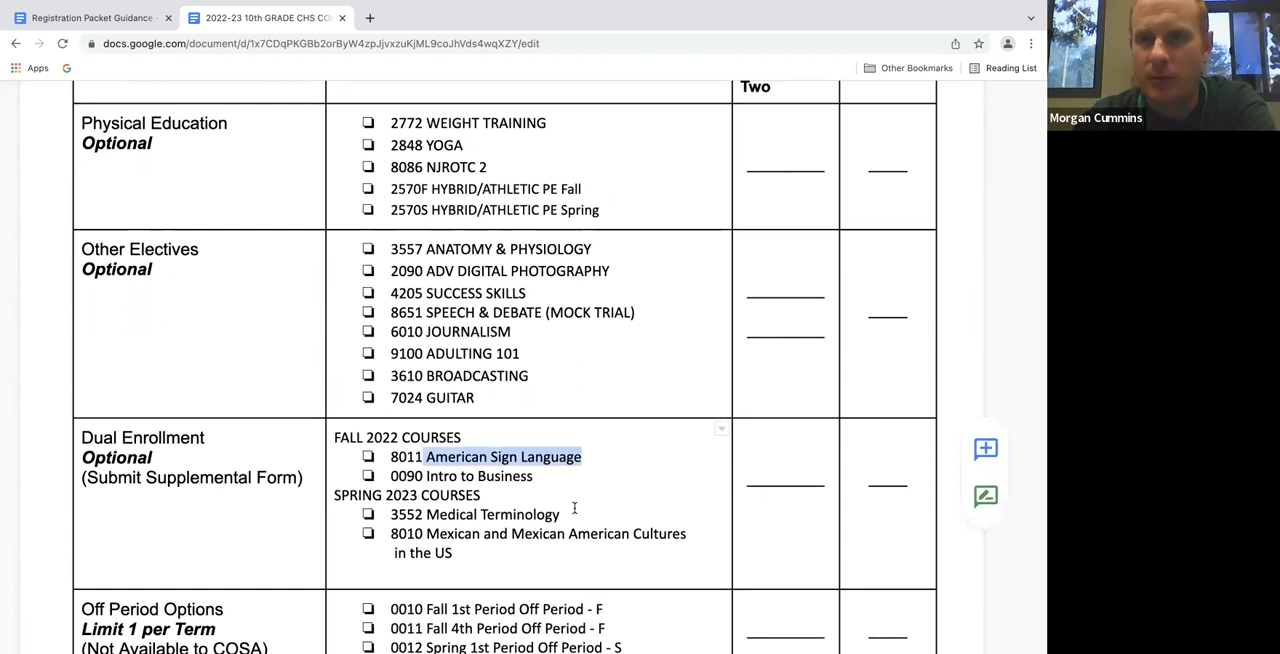 Registration Packet Guidance
2022-23 10th GRADE CHS CO
docs.google.com/document/d/1x7CDqPKGBb2orByW4zpJjvxzuKjML9coJhVds4wqXZY/edit
Apps
Other Bookmarks
Reading List
Morgan Cummins
Two
Physical Education
Optional
2772 WEIGHT TRAINING
2848 YOGA
8086 NJROTC 2
2570F HYBRID/ATHLETIC PE Fall
2570S HYBRID/ATHLETIC PE Spring
Other Electives
Optional
3557 ANATOMY & PHYSIOLOGY
2090 ADV DIGITAL PHOTOGRAPHY
4205 SUCCESS SKILLS
8651 SPEECH & DEBATE (MOCK TRIAL)
6010 JOURNALISM
9100 ADULTING 101
3610 BROADCASTING
7024 GUITAR
Dual Enrollment
Optional
(Submit Supplemental Form)
FALL 2022 COURSES
8011 American Sign Language
0090 Intro to Business
SPRING 2023 COURSES
3552 Medical Terminology
8010 Mexican and Mexican American Cultures
in the US
Off Period Options
Limit 1 per Term
(Not Available to COSA)
0010 Fall 1st Period Off Period - F
0011 Fall 4th Period Off Period - F
0012 Spring 1st Period Off Period - S